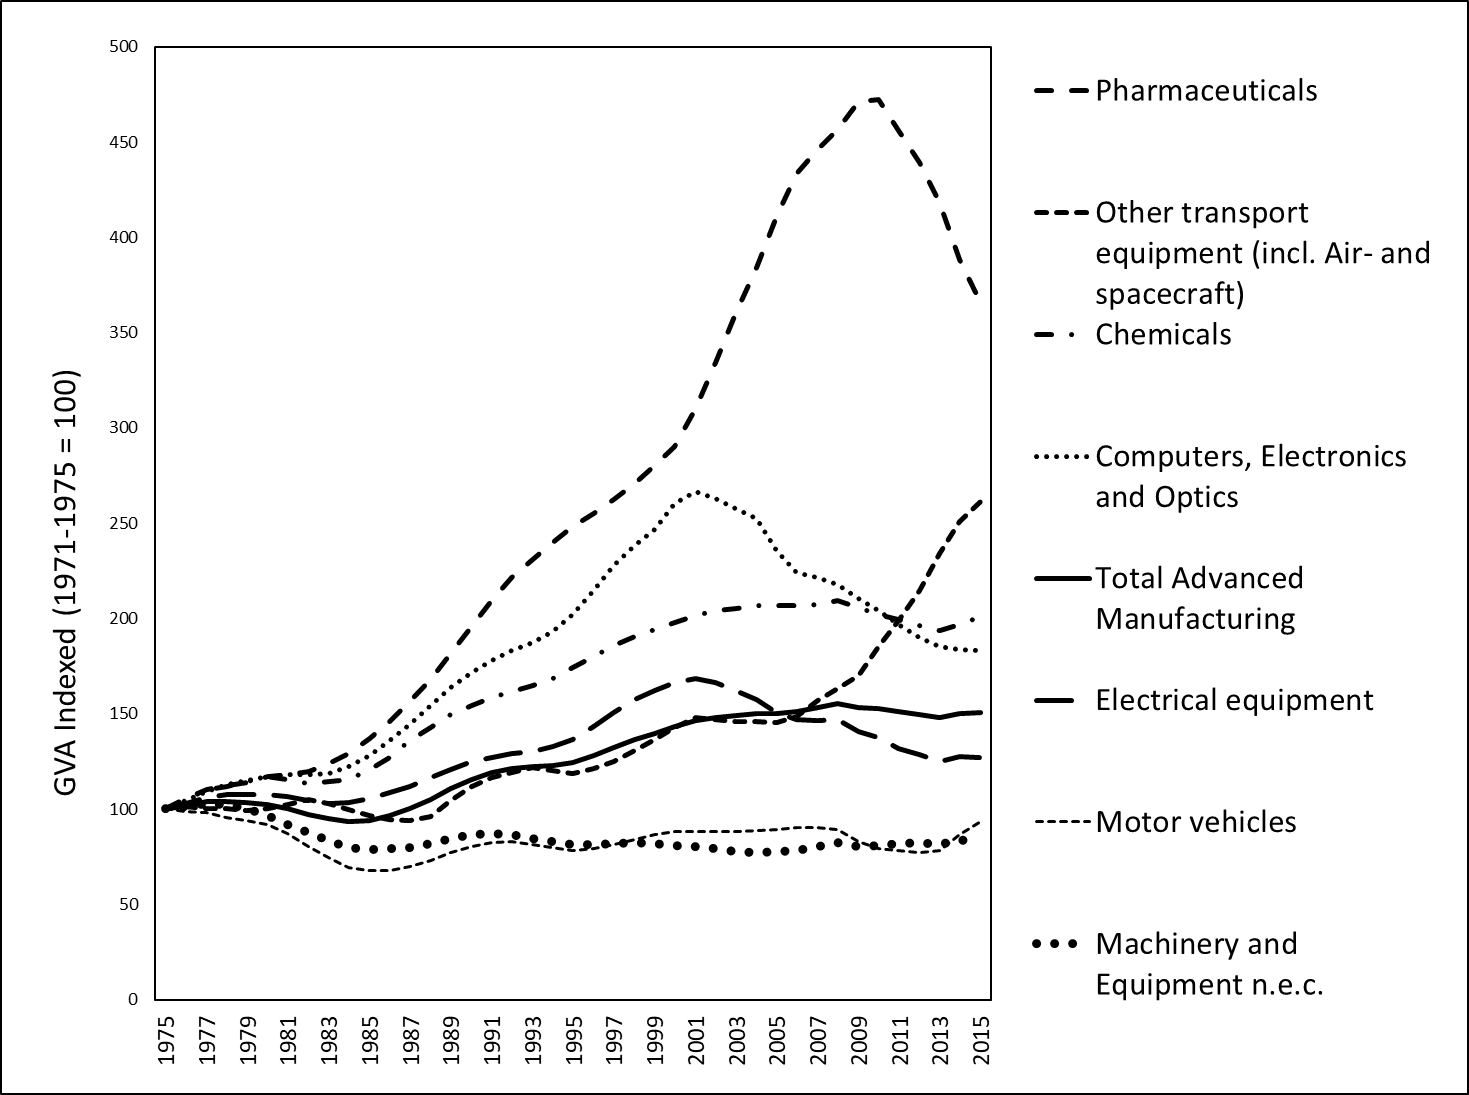 GVA Indexed (1971-1975 = 100)
500
450
400
350
300
250
200
150
100
50
0
1975
1977
1979
1981
1983
1985
1987
1989
1991
1993
1995
1997
1999
2001
2003
2005
2007
2009
2011
2013
2015
Pharmaceuticals
Other transport
equipment (incl. Air- and
spacecraft)
Chemicals
Computers, Electronics
and Optics
Total Advanced
Manufacturing
Electrical equipment
Motor vehicles
Machinery and
Equipment n.e.c.